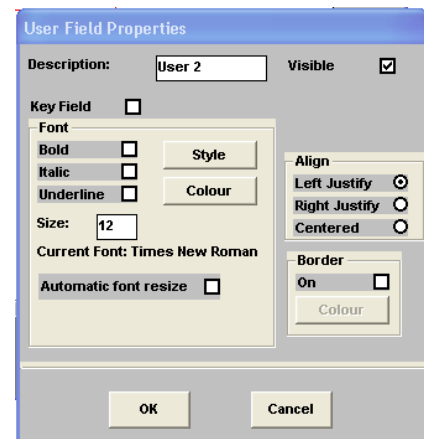 User Field Properties
Description: User 2 Visible
Key Field
Font
Bold
Style
Italic
Underline
Colour
Size: 12
Current Font: Times New Roman
Automatic font resize
Align
Left Justify
Right Justify
Centered
Border
On
Colour
OK Cancel